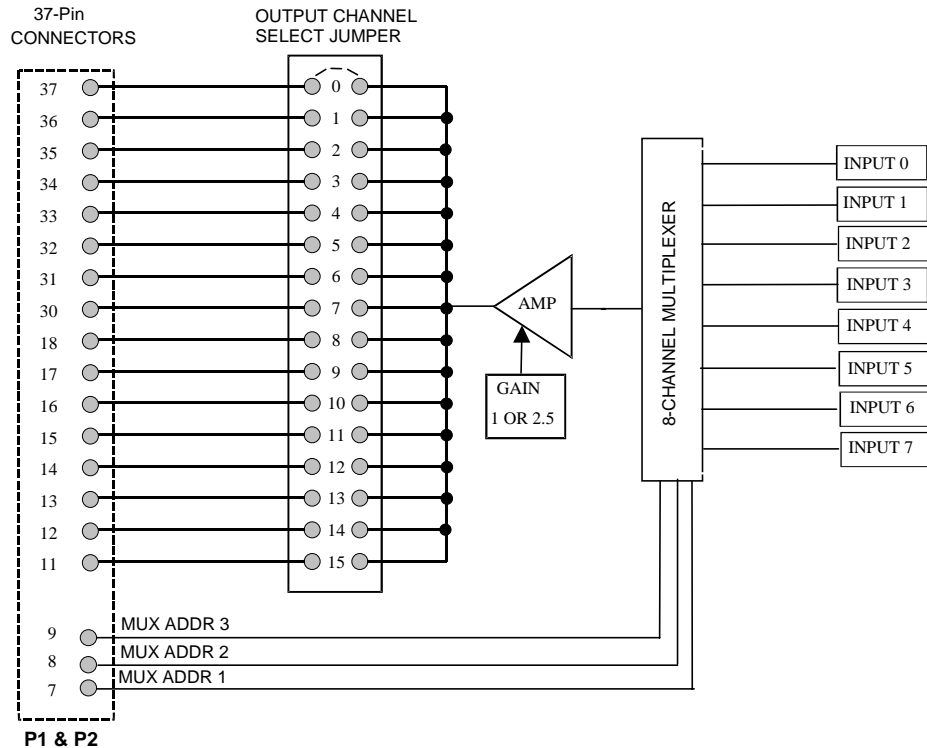 37-Pin
CONNECTORS
OUTPUT CHANNEL
SELECT JUMPER
37 0
36 1
35 2
34 3
33 4
32 5
31 6
30 7
18 8
17 9
16 10
15 11
14 12
13 13
12 14
11 15
AMP
GAIN
1 OR 2.5
8-CHANNEL MULTIPLEXER
INPUT 0
INPUT 1
INPUT 2
INPUT 3
INPUT 4
INPUT 5
INPUT 6
INPUT 7
9 MUX ADDR 3
8 MUX ADDR 2
7 MUX ADDR 1
P1 & P2